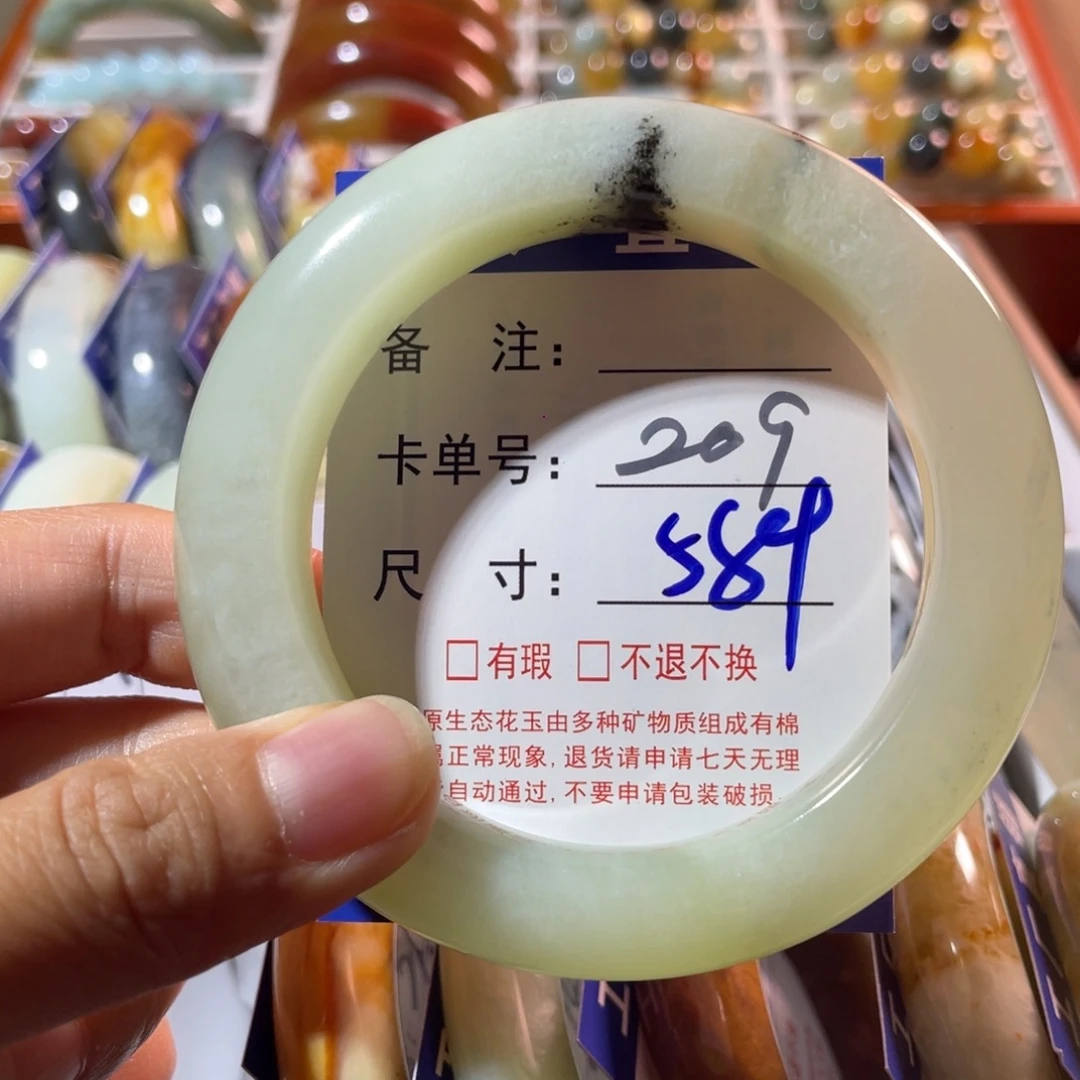 备 注:
卡单号: 209
尺 寸: 589
□有瑕 □不退不换
原生态花玉由多种矿物质组成有棉
属正常现象,退货请申请七天无理
自动通过,不要申请包装破损